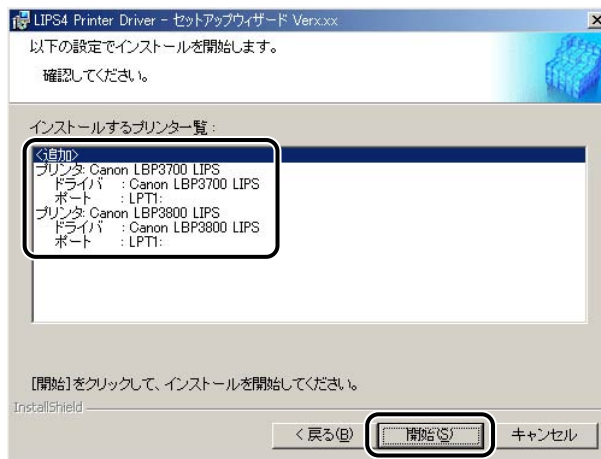 LIPS4 Printer Driver - セットアップウィザード Verx.xx
以下の設定でインストールを開始します。
確認してください。
インストールするプリンター覧：
<追加>
プリンタ: Canon LBP3700 LIPS
ドライバ : Canon LBP3700 LIPS
ポート : LPT1:
プリンタ: Canon LBP3800 LIPS
ドライバ : Canon LBP3800 LIPS
ポート : LPT1:
[開始]をクリックして、インストールを開始してください。
InstallShield
< 戻る(B) 開始(S) キャンセル